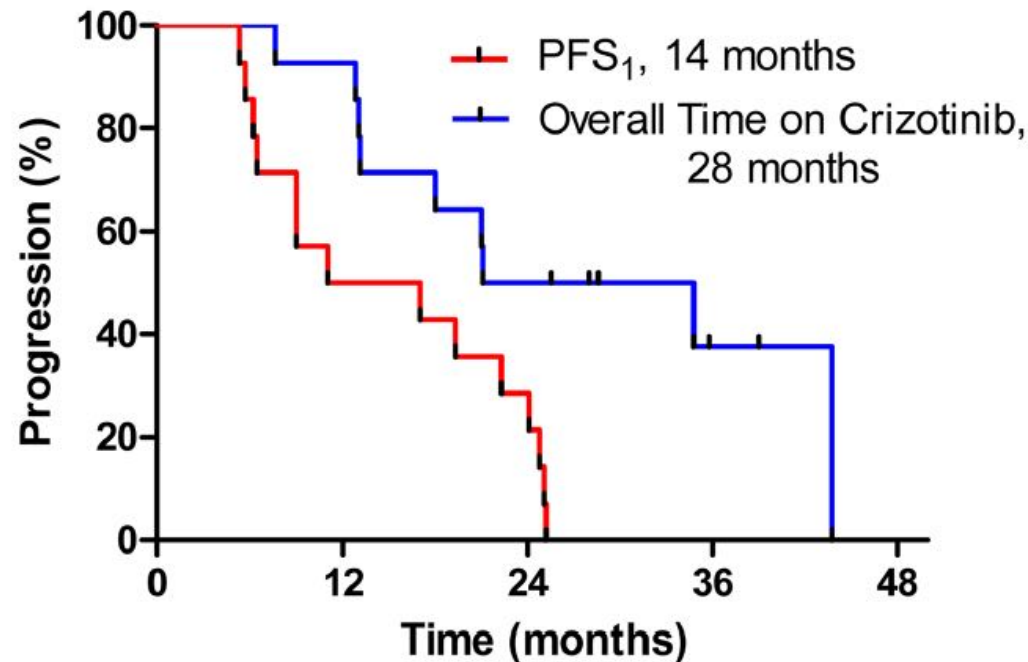 100
80
60
40
20
0
Progression (%)
PFS₁, 14 months
Overall Time on Crizotinib,
28 months
0 12 24 36 48
Time (months)